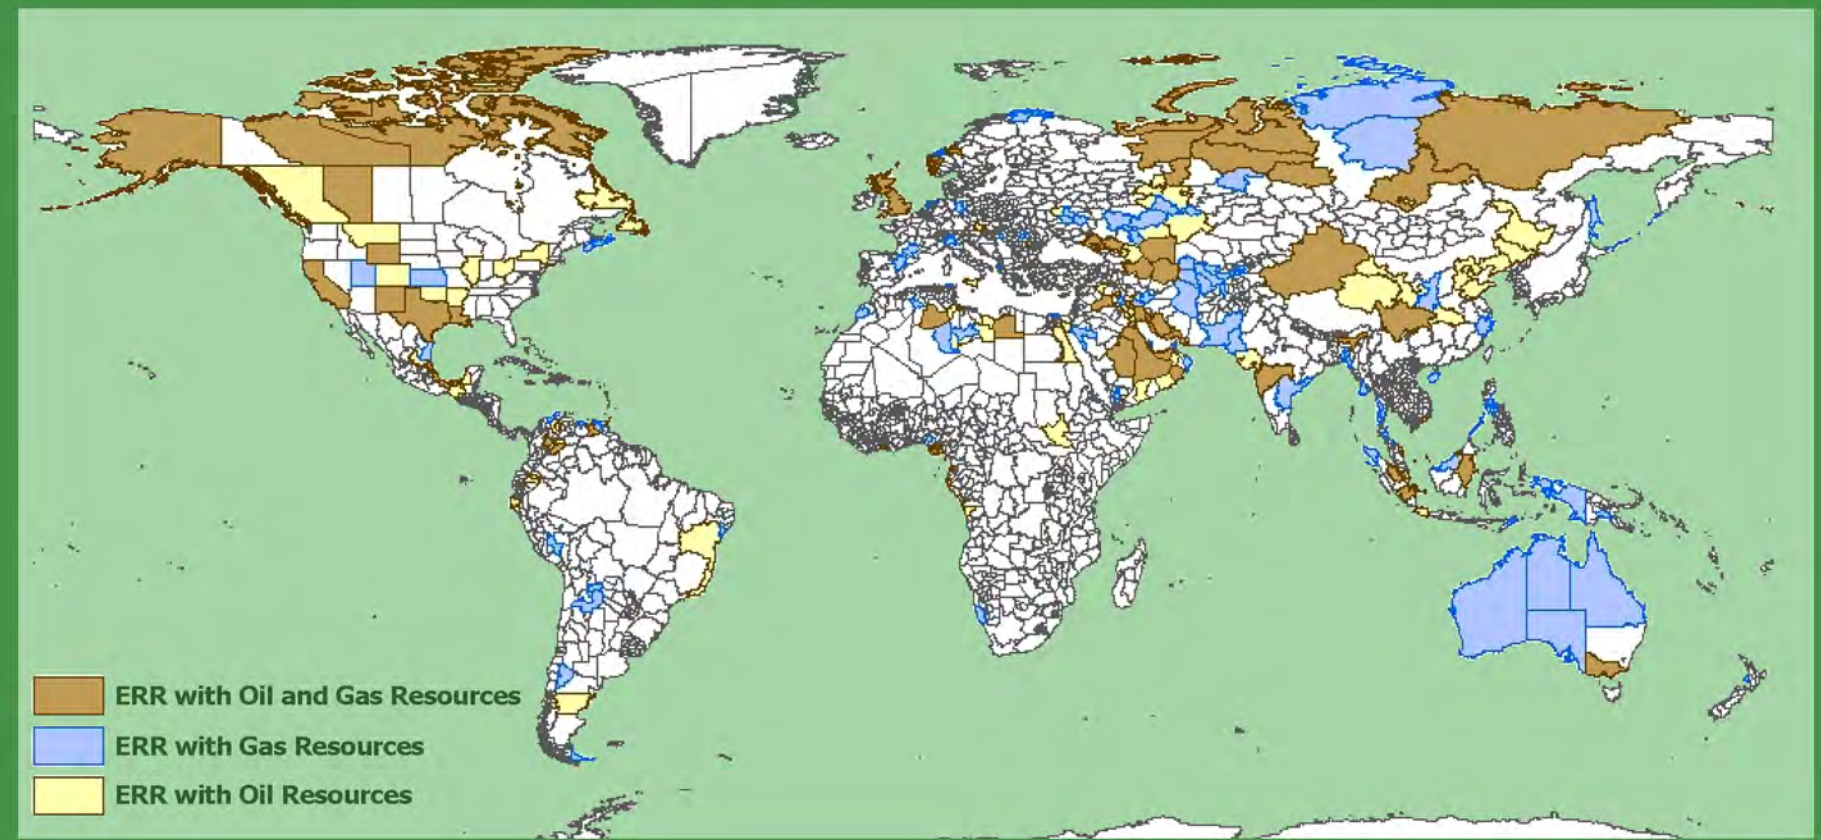 ERR with Oil and Gas Resources
ERR with Gas Resources
ERR with Oil Resources